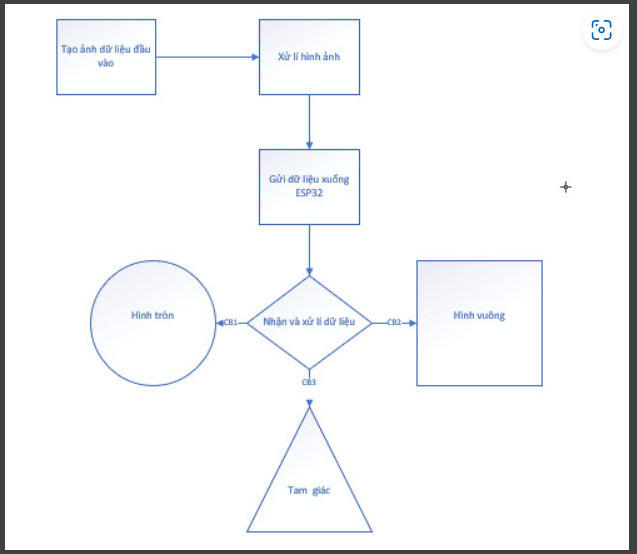 Tạo ảnh dữ liệu đầu
vào
Xử lí hình ảnh
Gửi dữ liệu xuống
ESP32
Hình tròn
CB1
Nhận và xử lí dữ liệu
CB2
Hình vuông
CB3
Tam giác